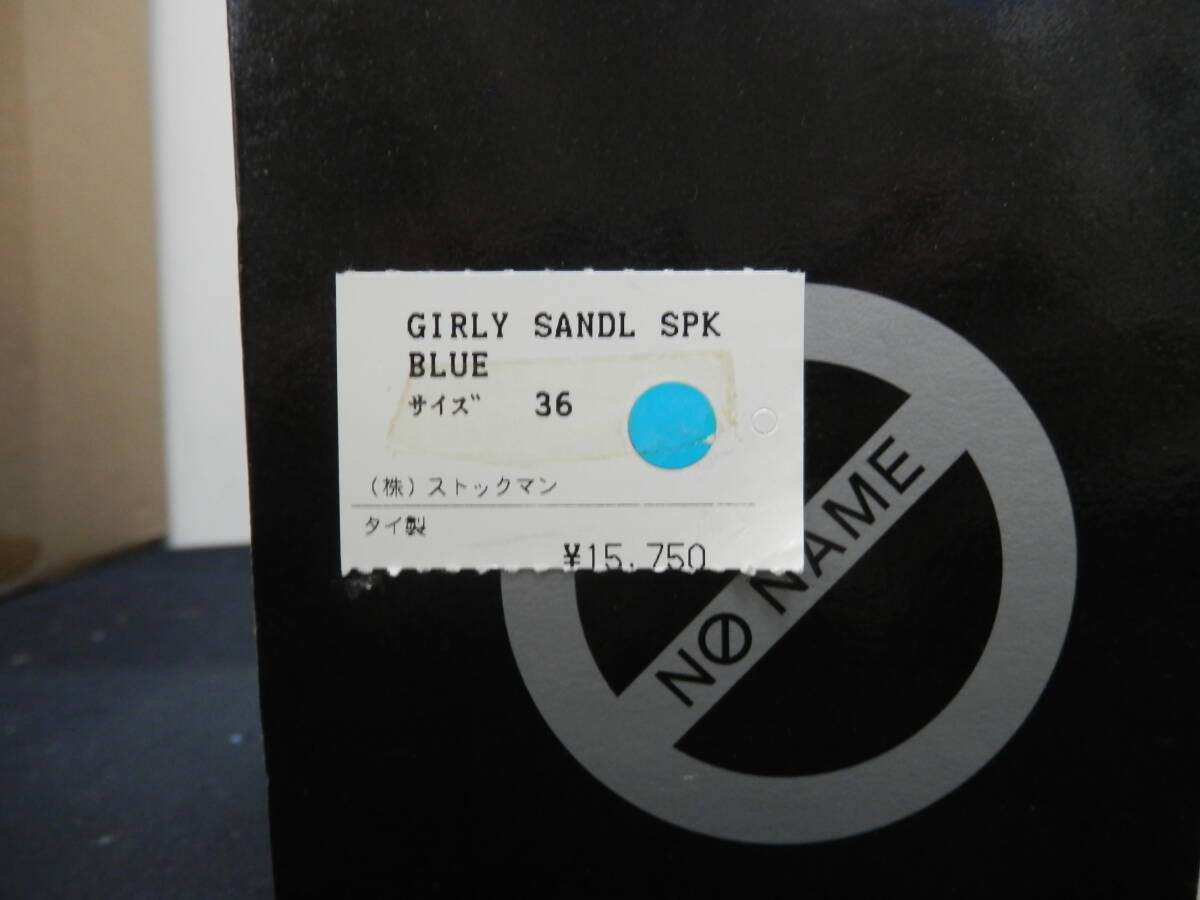 GIRLY SANDL SPK
BLUE
サイズ 36
(株)ストックマン
タイ製
¥15,750
NO NAME